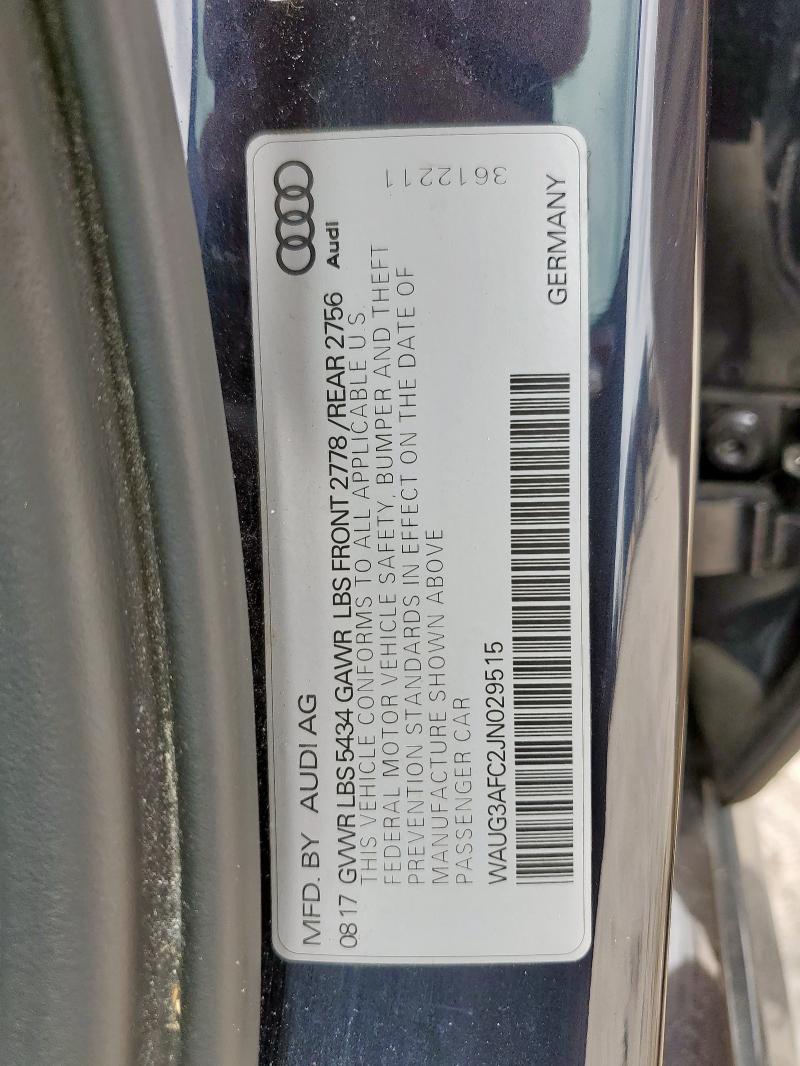 MFD. BY AUDI AG
0817 GVWR LBS 5434 GAWR LBS FRONT 2778 /REAR 2756
Audi
THIS VEHICLE CONFORMS TO ALL APPLICABLE U.S.
FEDERAL MOTOR VEHICLE SAFETY, BUMPER AND THEFT
PREVENTION STANDARDS IN EFFECT ON THE DATE OF
MANUFACTURE SHOWN ABOVE
PASSENGER CAR
3612211
WAUG3AFC2JN029515
GERMANY